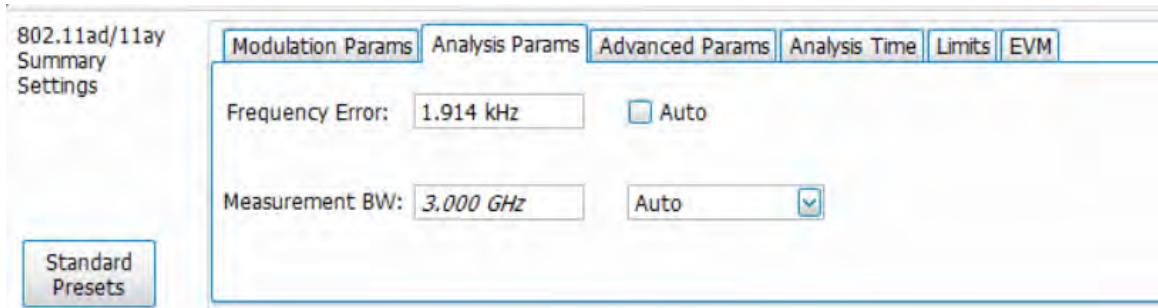 802.11ad/11ay
Summary
Settings
Modulation Params Analysis Params Advanced Params Analysis Time Limits EVM
Frequency Error: 1.914 kHz Auto
Measurement BW: 3.000 GHz Auto
Standard
Presets